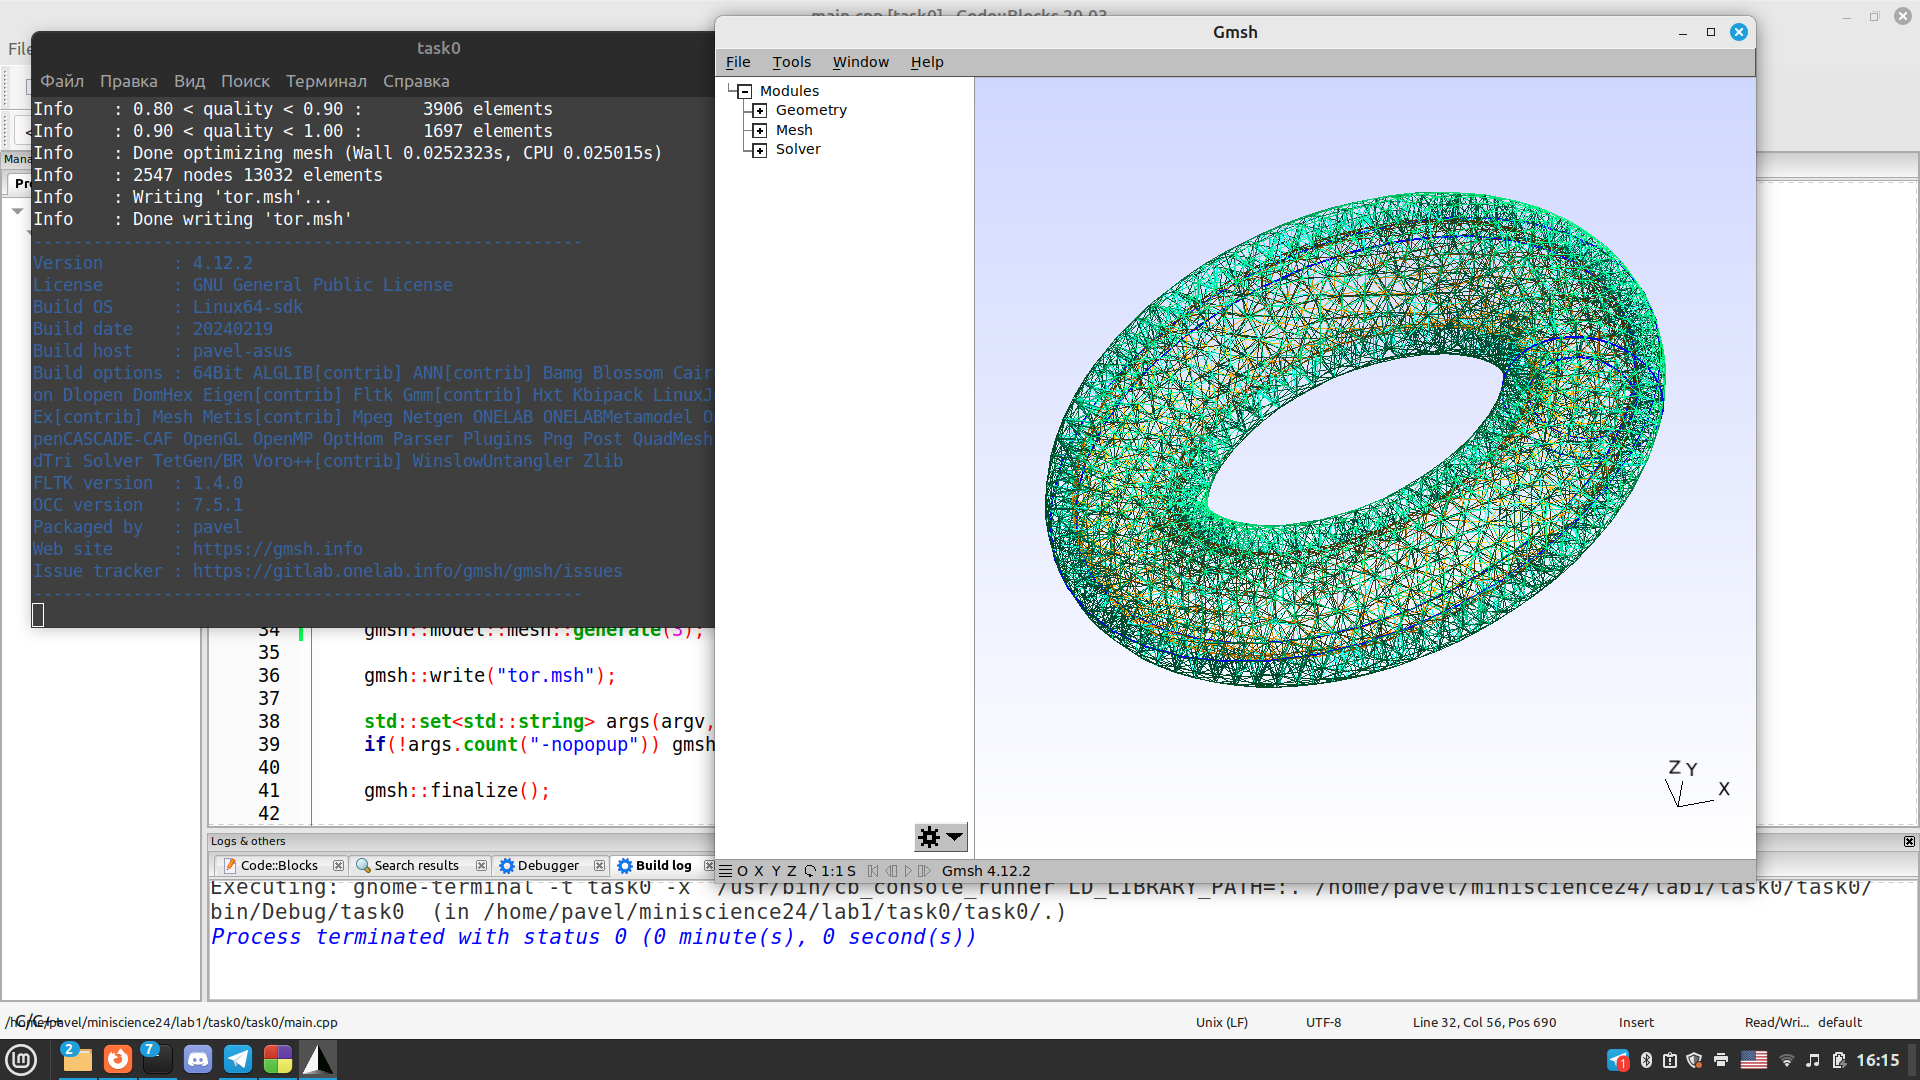 main.cpp [task0] - Code::Blocks 20.03
File
task0
Файл Правка Вид Поиск Терминал Справка
Info    : 0.80 < quality < 0.90 :      3906 elements
Info    : 0.90 < quality < 1.00 :      1697 elements
Info    : Done optimizing mesh (Wall 0.0252323s, CPU 0.025015s)
Info    : 2547 nodes 13032 elements
Info    : Writing 'tor.msh'...
Info    : Done writing 'tor.msh'
-------------------------------------------------------
Version       : 4.12.2
License       : GNU General Public License
Build OS      : Linux64-sdk
Build date    : 20240219
Build host    : pavel-asus
Build options : 64Bit ALGLIB[contrib] ANN[contrib] Bamg Blossom Cair
on Dlopen DomHex Eigen[contrib] Fltk Gmm[contrib] Hxt Kbipack LinuxJ
Ex[contrib] Mesh Metis[contrib] Mpeg Netgen ONELAB ONELABMetamodel O
penCASCADE-CAF OpenGL OpenMP OptHom Parser Plugins Png Post QuadMesh
dTri Solver TetGen/BR Voro++[contrib] WinslowUntangler Zlib
FLTK version  : 1.4.0
OCC version   : 7.5.1
Packaged by   : pavel
Web site      : https://gmsh.info
Issue tracker : https://gitlab.onelab.info/gmsh/gmsh/issues
-------------------------------------------------------
Gmsh
File Tools Window Help
Modules
Geometry
Mesh
Solver
Z Y
X
O X Y Z 1:1 S Gmsh 4.12.2
Mana
Pr
34 gmsh::model::mesh::generate(3);
35
36 gmsh::write("tor.msh");
37
38 std::set<std::string> args(argv,
39 if(!args.count("-nopopup")) gmsh
40
41 gmsh::finalize();
42
Logs & others
Code::Blocks Search results Debugger Build log
Executing: gnome-terminal -t task0 -x /usr/bin/cb_console_runner LD_LIBRARY_PATH=:. /home/pavel/miniscience24/lab1/task0/task0/
bin/Debug/task0  (in /home/pavel/miniscience24/lab1/task0/task0/.)
Process terminated with status 0 (0 minute(s), 0 second(s))
/home/pavel/miniscience24/lab1/task0/task0/main.cpp C/C++ Unix (LF) UTF-8 Line 32, Col 56, Pos 690 Insert Read/Wri... default
2 7 1 16:15